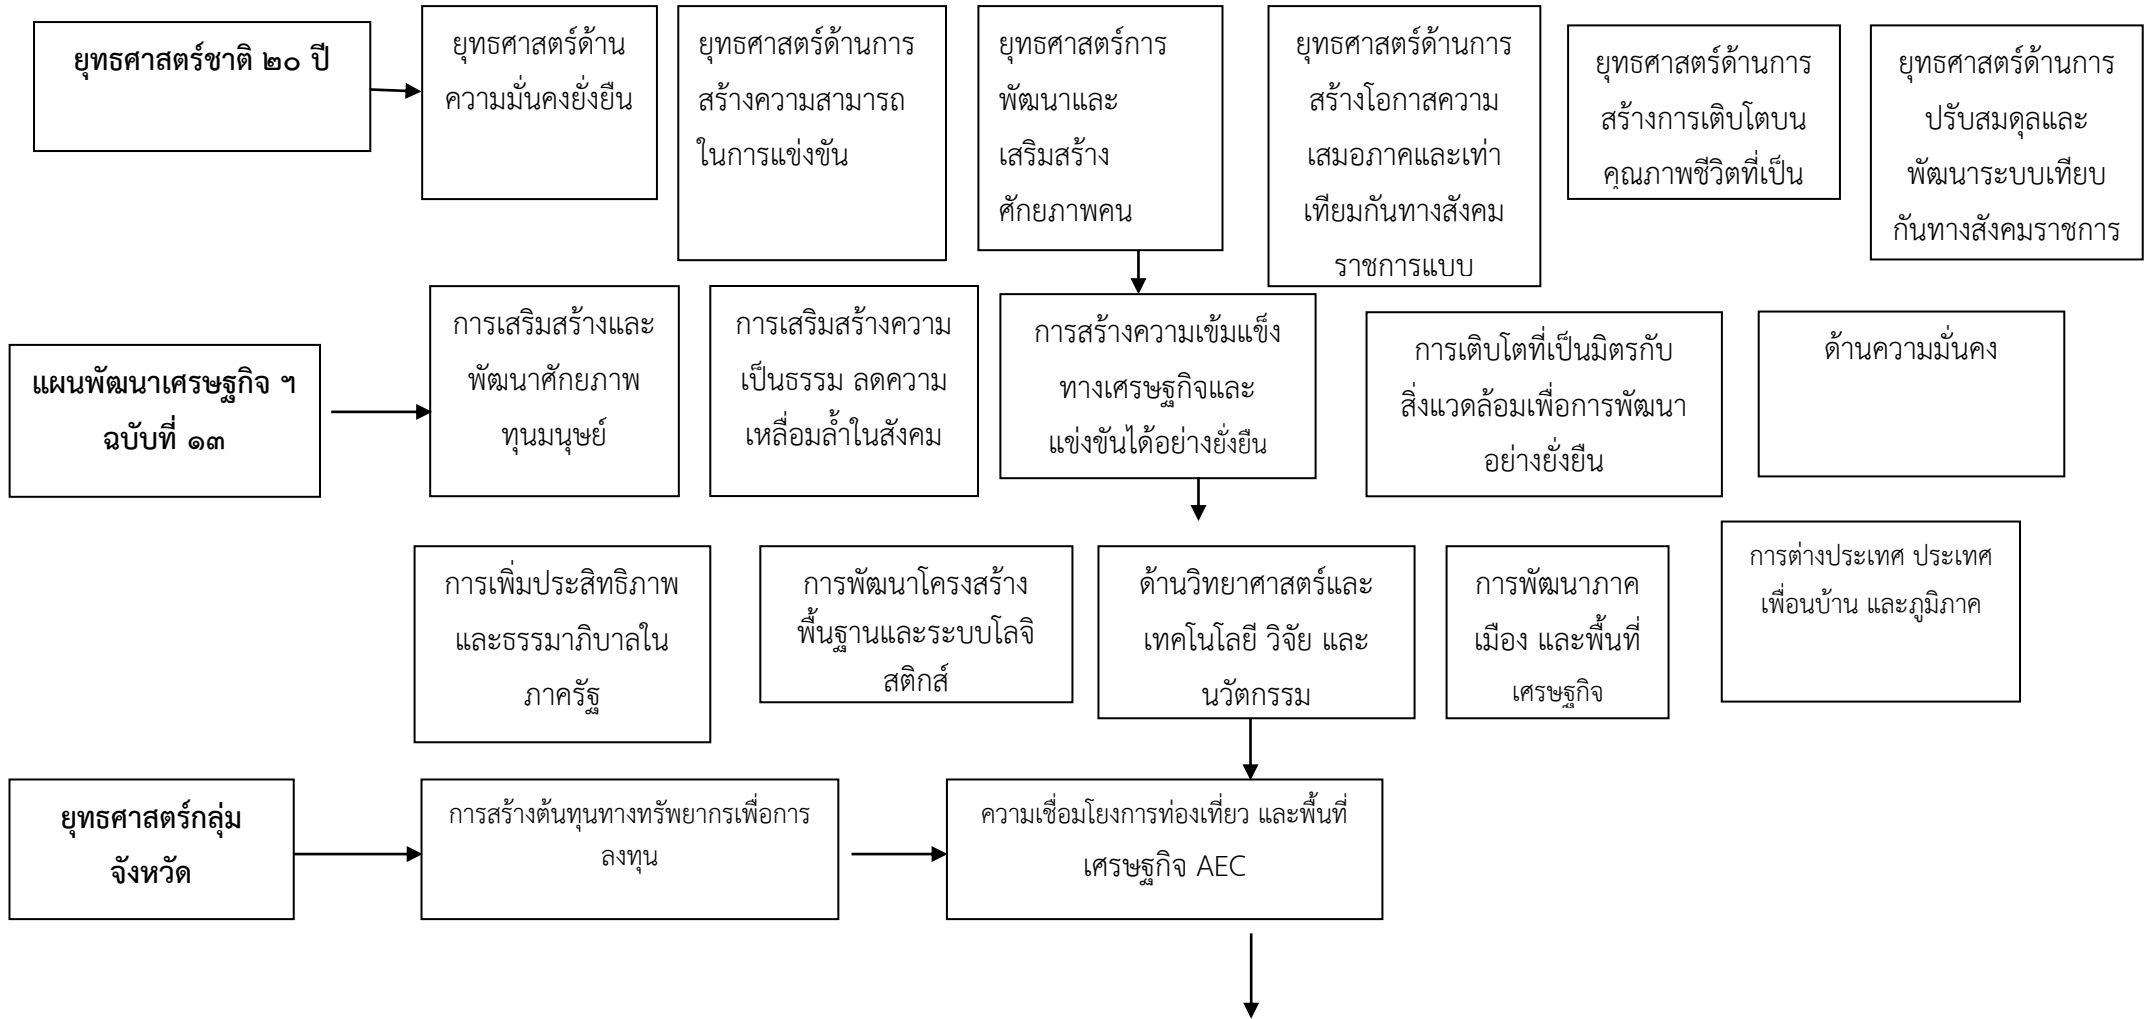 ยุทธศาสตร์ชาติ ๒๐ ปี
ยุทธศาสตร์ด้าน
ความมั่นคงยั่งยืน
ยุทธศาสตร์ด้านการ
สร้างความสามารถ
ในการแข่งขัน
ยุทธศาสตร์การ
พัฒนาและ
เสริมสร้าง
ศักยภาพคน
ยุทธศาสตร์ด้านการ
สร้างโอกาสความ
เสมอภาคและเท่า
เทียมกันทางสังคม
ราชการแบบ
ยุทธศาสตร์ด้านการ
สร้างการเติบโตบน
คุณภาพชีวิตที่เป็น
ยุทธศาสตร์ด้านการ
ปรับสมดุลและ
พัฒนาระบบเทียบ
กันทางสังคมราชการ
แผนพัฒนาเศรษฐกิจ ฯ
ฉบับที่ ๑๓
การเสริมสร้างและ
พัฒนาศักยภาพ
ทุนมนุษย์
การเสริมสร้างความ
เป็นธรรม ลดความ
เหลื่อมล้ำในสังคม
การสร้างความเข้มแข็ง
ทางเศรษฐกิจและ
แข่งขันได้อย่างยั่งยืน
การเติบโตที่เป็นมิตรกับ
สิ่งแวดล้อมเพื่อการพัฒนา
อย่างยั่งยืน
ด้านความมั่นคง
การเพิ่มประสิทธิภาพ
และธรรมาภิบาลใน
ภาครัฐ
การพัฒนาโครงสร้าง
พื้นฐานและระบบโลจิ
สติกส์
ด้านวิทยาศาสตร์และ
เทคโนโลยี วิจัย และ
นวัตกรรม
การพัฒนาภาค
เมือง และพื้นที่
เศรษฐกิจ
การต่างประเทศ ประเทศ
เพื่อนบ้าน และภูมิภาค
ยุทธศาสตร์กลุ่ม
จังหวัด
การสร้างต้นทุนทางทรัพยากรเพื่อการ
ลงทุน
ความเชื่อมโยงการท่องเที่ยว และพื้นที่
เศรษฐกิจ AEC